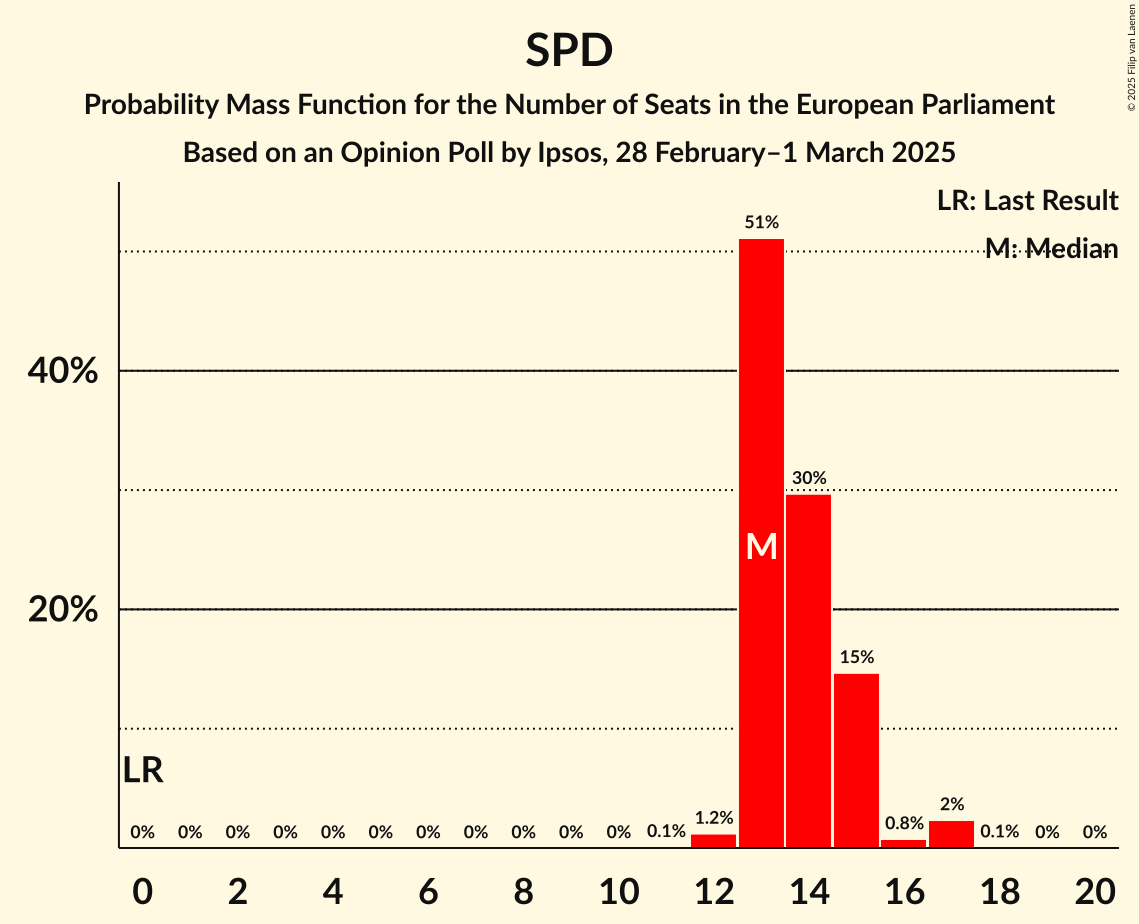 SPD
Probability Mass Function for the Number of Seats in the European Parliament
Based on an Opinion Poll by Ipsos, 28 February–1 March 2025
© 2025 Filip van Laenen
LR: Last Result
M: Median
51%
40%
30%
M
20%
15%
LR
0% 0% 0% 0% 0% 0% 0% 0% 0% 0% 0% 0.1% 1.2% 0.8% 2% 0.1% 0% 0%
0 2 4 6 8 10 12 14 16 18 20